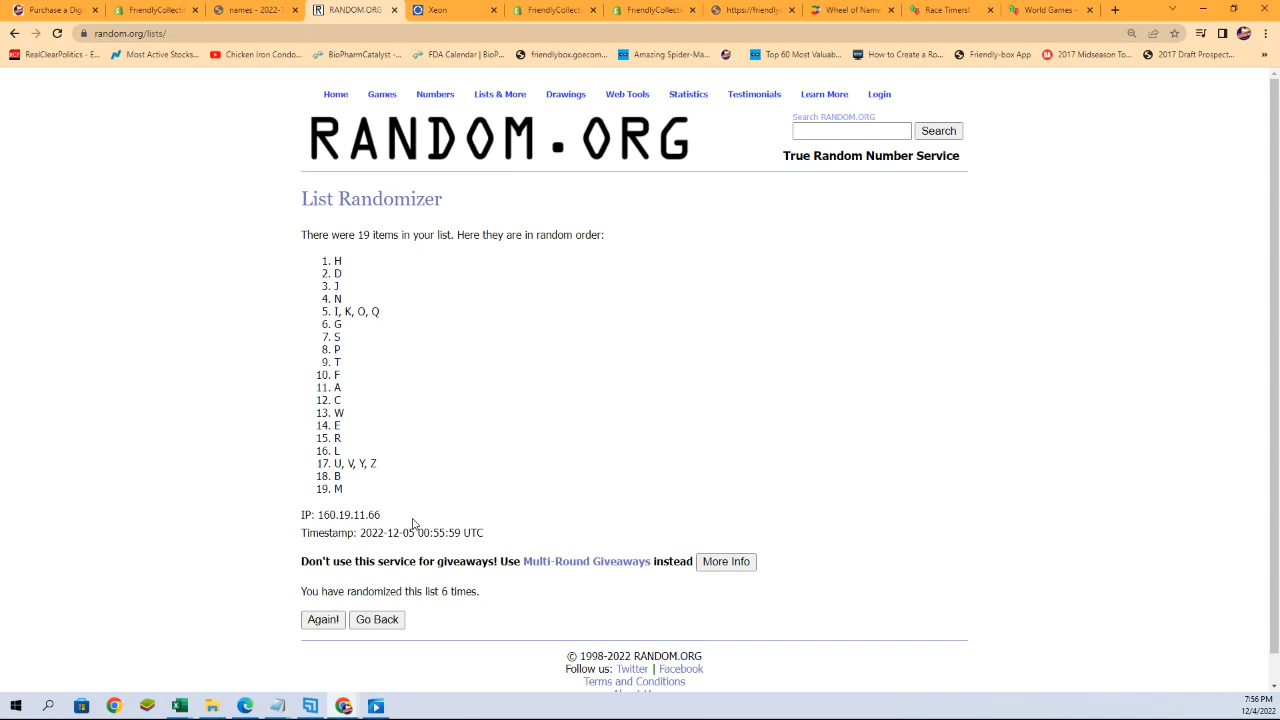 Purchase a Dig
FriendlyCollecti
names - 2022-1
RANDOM.ORG
Xeon
FriendlyCollecti
FriendlyCollecti
https://friendly
Wheel of Name
Race Timers!
World Games -
random.org/lists/
RealClearPolitics - E...
Most Active Stocks...
Chicken Iron Condo...
BioPharmCatalyst -...
FDA Calendar | BioP...
friendlybox.goecom...
Amazing Spider-Ma...
Top 60 Most Valuab...
How to Create a Ro...
Friendly-box App
2017 Midseason To...
2017 Draft Prospect...
Home Games Numbers Lists & More Drawings Web Tools Statistics Testimonials Learn More Login
Search RANDOM.ORG
RANDOM.ORG
Search
True Random Number Service
List Randomizer
There were 19 items in your list. Here they are in random order:
1. H
2. D
3. J
4. N
5. I, K, O, Q
6. G
7. S
8. P
9. T
10. F
11. A
12. C
13. W
14. E
15. R
16. L
17. U, V, Y, Z
18. B
19. M
IP: 160.19.11.66
Timestamp: 2022-12-05 00:55:59 UTC
Don't use this service for giveaways! Use Multi-Round Giveaways instead More Info
You have randomized this list 6 times.
Again! Go Back
© 1998-2022 RANDOM.ORG
Follow us: Twitter | Facebook
Terms and Conditions
7:56 PM
12/4/2022